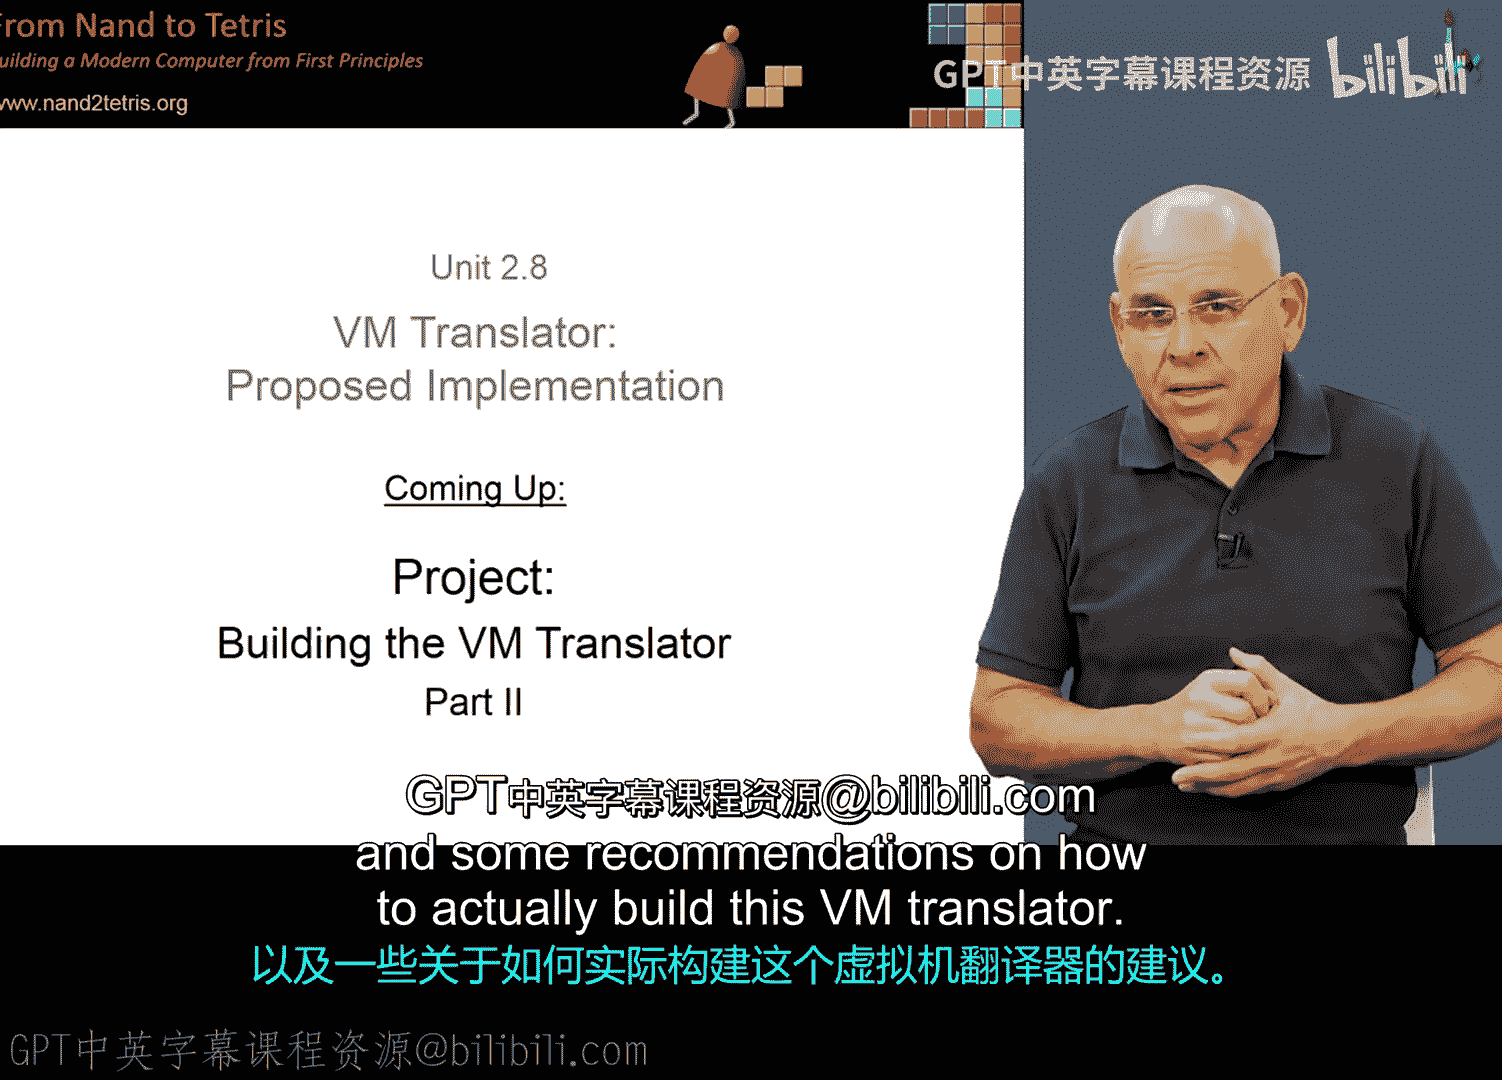 From Nand to Tetris
uilding a Modern Computer from First Principles
www.nand2tetris.org
GPT中英字幕课程资源 bilibili
Unit 2.8
VM Translator:
Proposed Implementation
Coming Up:
Project:
Building the VM Translator
Part II
GPT中英字幕课程资源@bilibili.com
and some recommendations on how
to actually build this VM translator.
以及一些关于如何实际构建这个虚拟机翻译器的建议。
GPT中英字幕课程资源@bilibili.com